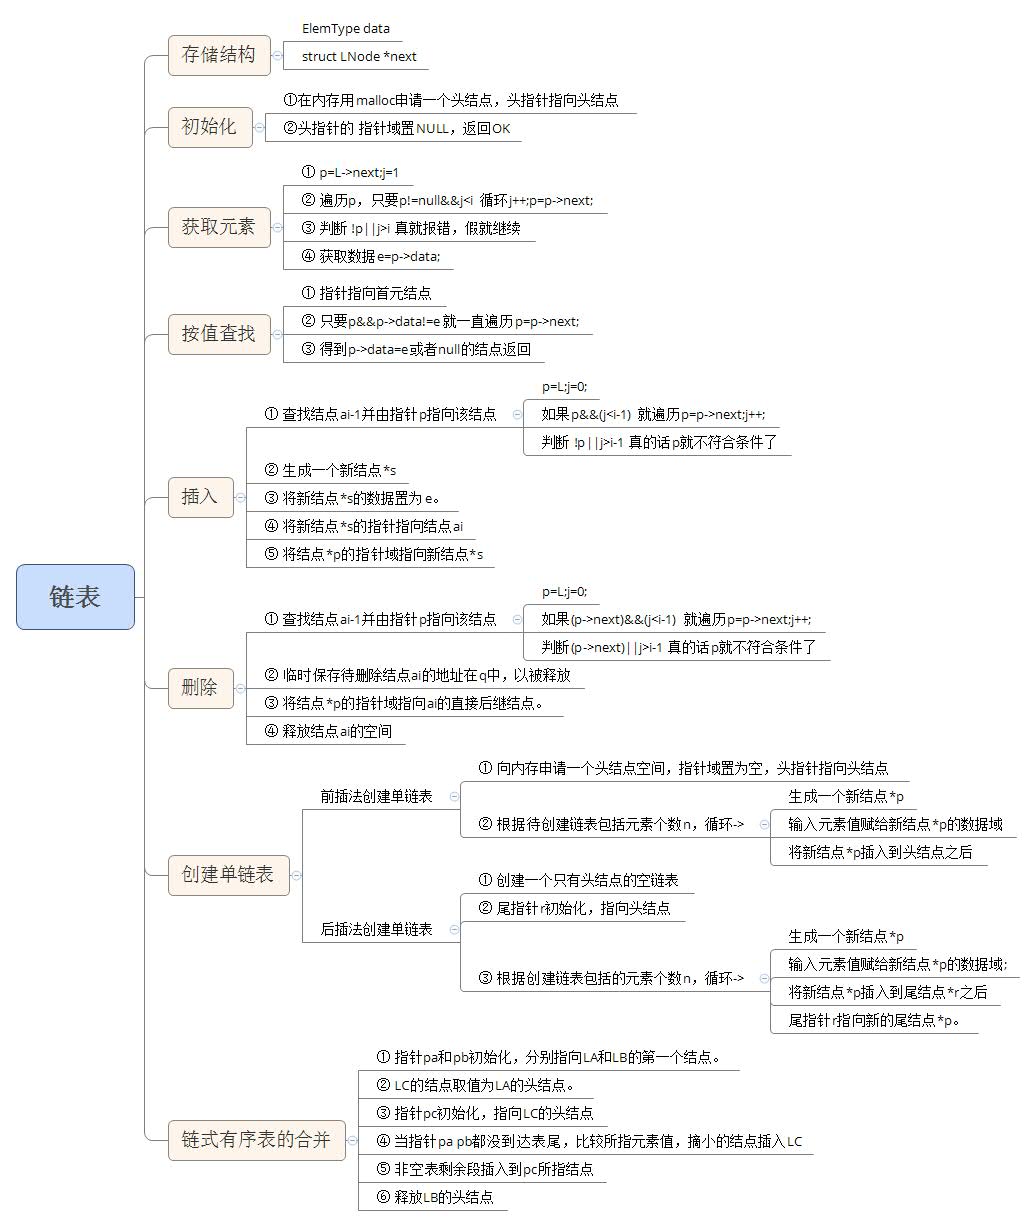 链表
存储结构
ElemType data
struct LNode *next
初始化
①在内存用malloc申请一个头结点，头指针指向头结点
②头指针的 指针域置NULL，返回OK
获取元素
① p=L->next;j=1
② 遍历p，只要p!=null&&j<i 循环j++;p=p->next;
③ 判断 !p||j>i 真就报错，假就继续
④ 获取数据e=p->data;
按值查找
① 指针指向首元结点
② 只要p&&p->data!=e就一直遍历p=p->next;
③ 得到p->data=e或者null的结点返回
插入
① 查找结点ai-1并由指针p指向该结点
p=L;j=0;
如果p&&(j<i-1) 就遍历p=p->next;j++;
判断 !p||j>i-1 真的话p就不符合条件了
② 生成一个新结点*s
③ 将新结点*s的数据置为 e。
④ 将新结点*s的指针指向结点ai
⑤ 将结点*p的指针域指向新结点*s
删除
① 查找结点ai-1并由指针p指向该结点
p=L;j=0;
如果(p->next)&&(j<i-1) 就遍历p=p->next;j++;
判断(p->next)||j>i-1 真的话p就不符合条件了
② 临时保存待删除结点ai的地址在q中，以被释放
③ 将结点*p的指针域指向ai的直接后继结点。
④ 释放结点ai的空间
创建单链表
前插法创建单链表
① 向内存申请一个头结点空间，指针域置为空，头指针指向头结点
② 根据待创建链表包括元素个数n，循环->
生成一个新结点*p
输入元素值赋给新结点*p的数据域
将新结点*p插入到头结点之后
后插法创建单链表
① 创建一个只有头结点的空链表
② 尾指针r初始化，指向头结点
③ 根据创建链表包括的元素个数n，循环->
生成一个新结点*p
输入元素值赋给新结点*p的数据域;
将新结点*p插入到尾结点*r之后
尾指针r指向新的尾结点*p。
链式有序表的合并
① 指针pa和pb初始化，分别指向LA和LB的第一个结点。
② LC的结点取值为LA的头结点。
③ 指针pc初始化，指向LC的头结点
④ 当指针pa pb都没到达表尾，比较所指元素值，摘小的结点插入LC
⑤ 非空表剩余段插入到pc所指结点
⑥ 释放LB的头结点